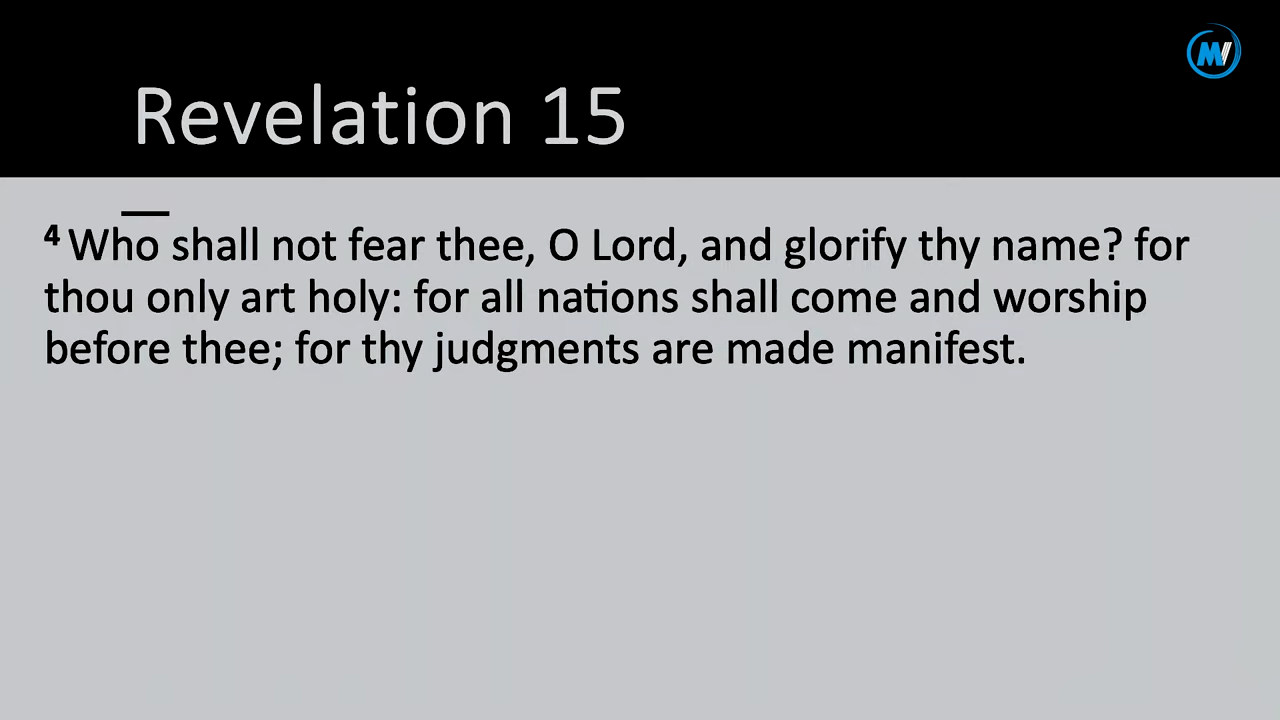 Revelation 15
MV
4 Who shall not fear thee, O Lord, and glorify thy name? for
thou only art holy: for all nations shall come and worship
before thee; for thy judgments are made manifest.